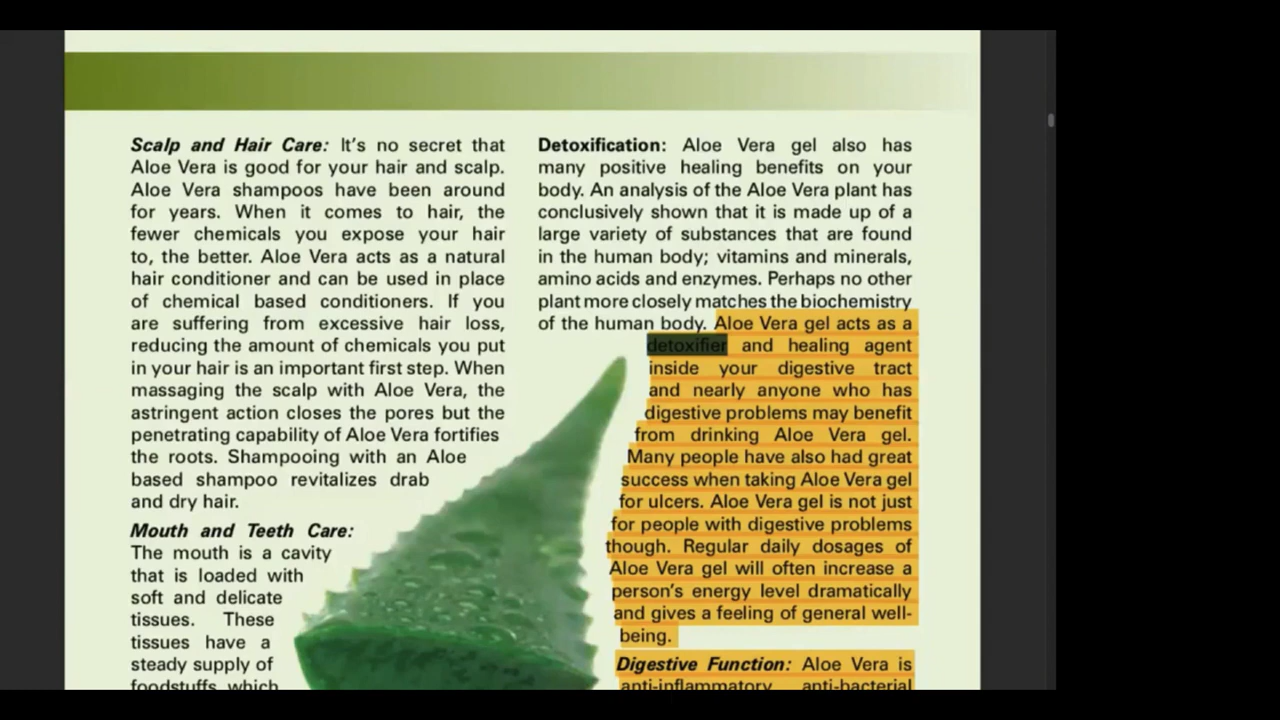 Scalp and Hair Care: It's no secret that
Aloe Vera is good for your hair and scalp.
Aloe Vera shampoos have been around
for years. When it comes to hair, the
fewer chemicals you expose your hair
to, the better. Aloe Vera acts as a natural
hair conditioner and can be used in place
of chemical based conditioners. If you
are suffering from excessive hair loss,
reducing the amount of chemicals you put
in your hair is an important first step. When
massaging the scalp with Aloe Vera, the
astringent action closes the pores but the
penetrating capability of Aloe Vera fortifies
the roots. Shampooing with an Aloe
based shampoo revitalizes drab
and dry hair.
Mouth and Teeth Care:
The mouth is a cavity
that is loaded with
soft and delicate
tissues. These
tissues have a
steady supply of
foodstuffs which
Detoxification: Aloe Vera gel also has
many positive healing benefits on your
body. An analysis of the Aloe Vera plant has
conclusively shown that it is made up of a
large variety of substances that are found
in the human body; vitamins and minerals,
amino acids and enzymes. Perhaps no other
plant more closely matches the biochemistry
of the human body. Aloe Vera gel acts as a
detoxifier and healing agent
inside your digestive tract
and nearly anyone who has
digestive problems may benefit
from drinking Aloe Vera gel.
Many people have also had great
success when taking Aloe Vera gel
for ulcers. Aloe Vera gel is not just
for people with digestive problems
though. Regular daily dosages of
Aloe Vera gel will often increase a
person's energy level dramatically
and gives a feeling of general well-
being.
Digestive Function: Aloe Vera is
anti-inflammatory, anti-bacterial